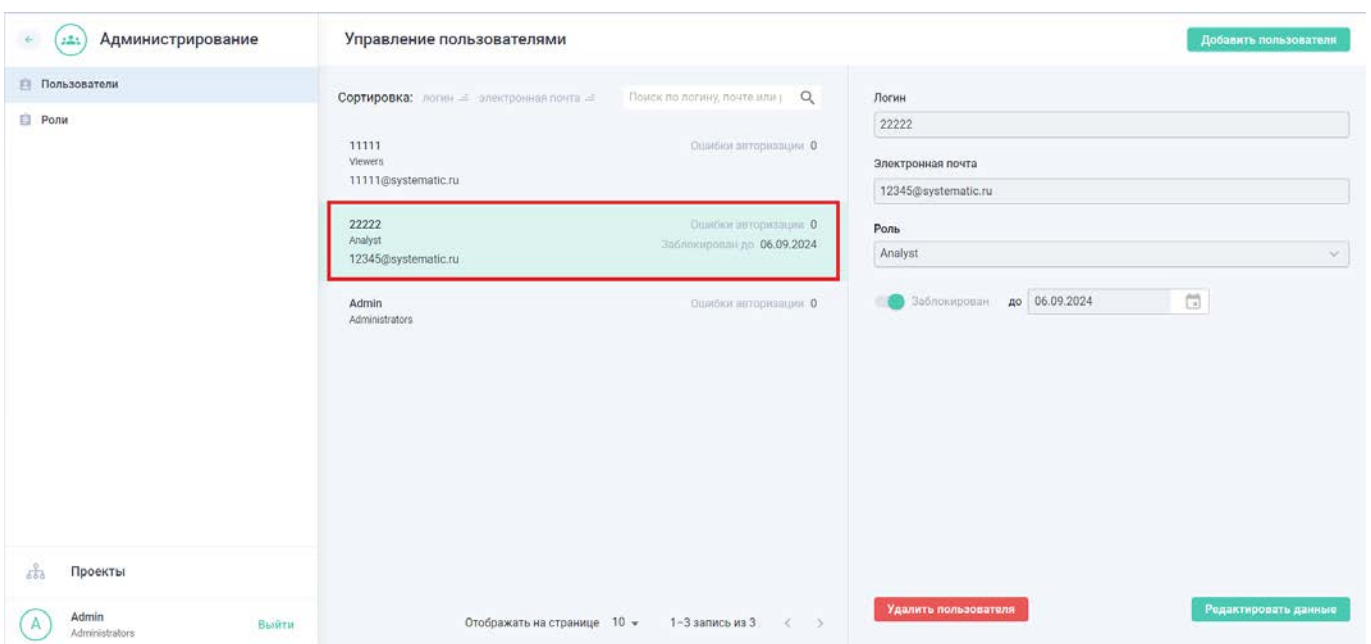 Администрирование
Управление пользователями
Добавить пользователя
Пользователи
Роли
Сортировка: логин электронная почта
Поиск по логину, почте или
11111
Ошибки авторизации 0
Viewers
11111@systematic.ru
22222
Ошибки авторизации 0
Analyst
Заблокирован до 06.09.2024
12345@systematic.ru
Admin
Ошибки авторизации 0
Administrators
Логин
22222
Электронная почта
12345@systematic.ru
Роль
Analyst
Заблокирован до 06.09.2024
Проекты
A
Admin
Administrators
Выйти
Отображать на странице 10
1–3 запись из 3
Удалить пользователя
Редактировать данные